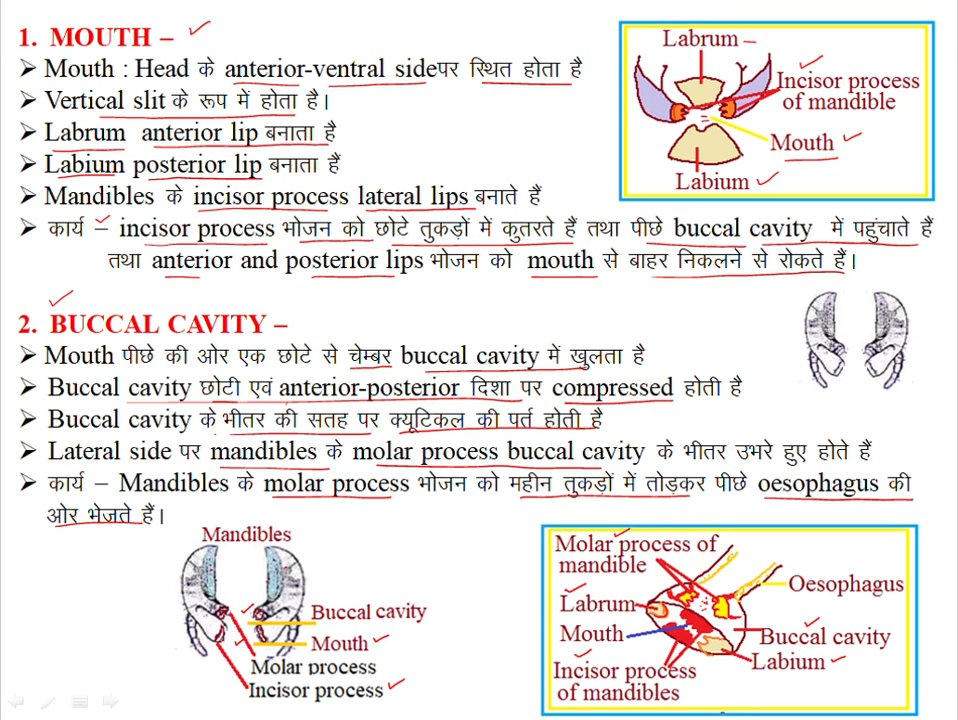 1. MOUTH –
➤ Mouth : Head के anterior-ventral sideपर स्थित होता है
➤ Vertical slit के रूप में होता है।
➤ Labrum anterior lip बनाता है
➤ Labium posterior lip बनाता हैं
➤ Mandibles के incisor process lateral lips बनाते हैं
➤ कार्य – incisor process भोजन को छोटे तुकड़ों में कुतरते हैं तथा पीछे buccal cavity में पहुंचाते हैं
तथा anterior and posterior lips भोजन को mouth से बाहर निकलने से रोकते हैं।
Labrum
Incisor process
of mandible
Mouth
Labium
2. BUCCAL CAVITY –
➤ Mouth पीछे की ओर एक छोटे से चेम्बर buccal cavity में खुलता है
➤ Buccal cavity छोटी एवं anterior-posterior दिशा पर compressed होती है
➤ Buccal cavity के भीतर की सतह पर क्यूटिकल की पर्त होती है
➤ Lateral side पर mandibles के molar process buccal cavity के भीतर उभरे हुए होते हैं
➤ कार्य – Mandibles के molar process भोजन को महीन तुकड़ों में तोड़कर पीछे oesophagus की
ओर भेजते हैं।
Mandibles
Buccal cavity
Mouth
Molar process
Incisor process
Molar process of
mandible
Oesophagus
Labrum
Mouth
Buccal cavity
Labium
Incisor process
of mandibles